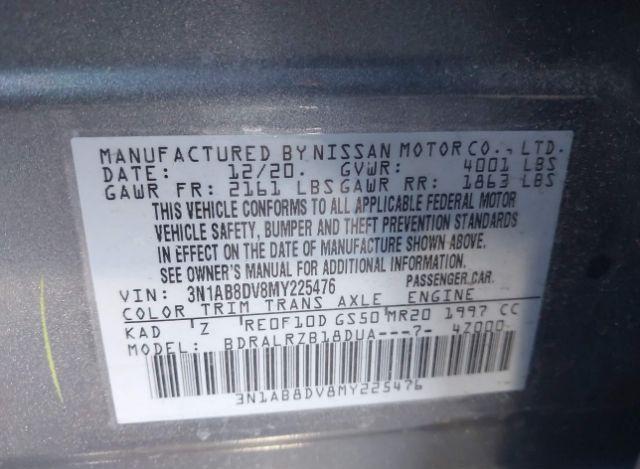 MANUFACTURED BY NISSAN MOTOR CO., LTD.
DATE: 12/20. GVWR: 4001 LBS
GAWR FR: 2161 LBS GAWR RR: 1863 LBS
THIS VEHICLE CONFORMS TO ALL APPLICABLE FEDERAL MOTOR
VEHICLE SAFETY, BUMPER AND THEFT PREVENTION STANDARDS
IN EFFECT ON THE DATE OF MANUFACTURE SHOWN ABOVE.
SEE OWNER'S MANUAL FOR ADDITIONAL INFORMATION.
VIN: 3N1AB8DV8MY225476 PASSENGER CAR.
COLOR TRIM TRANS AXLE ENGINE
KAD Z RE0F10D GS50 MR20 1997 CC
MODEL: BDRALRZB18DUA---7- 4Z000
3N1AB8DV8MY225476